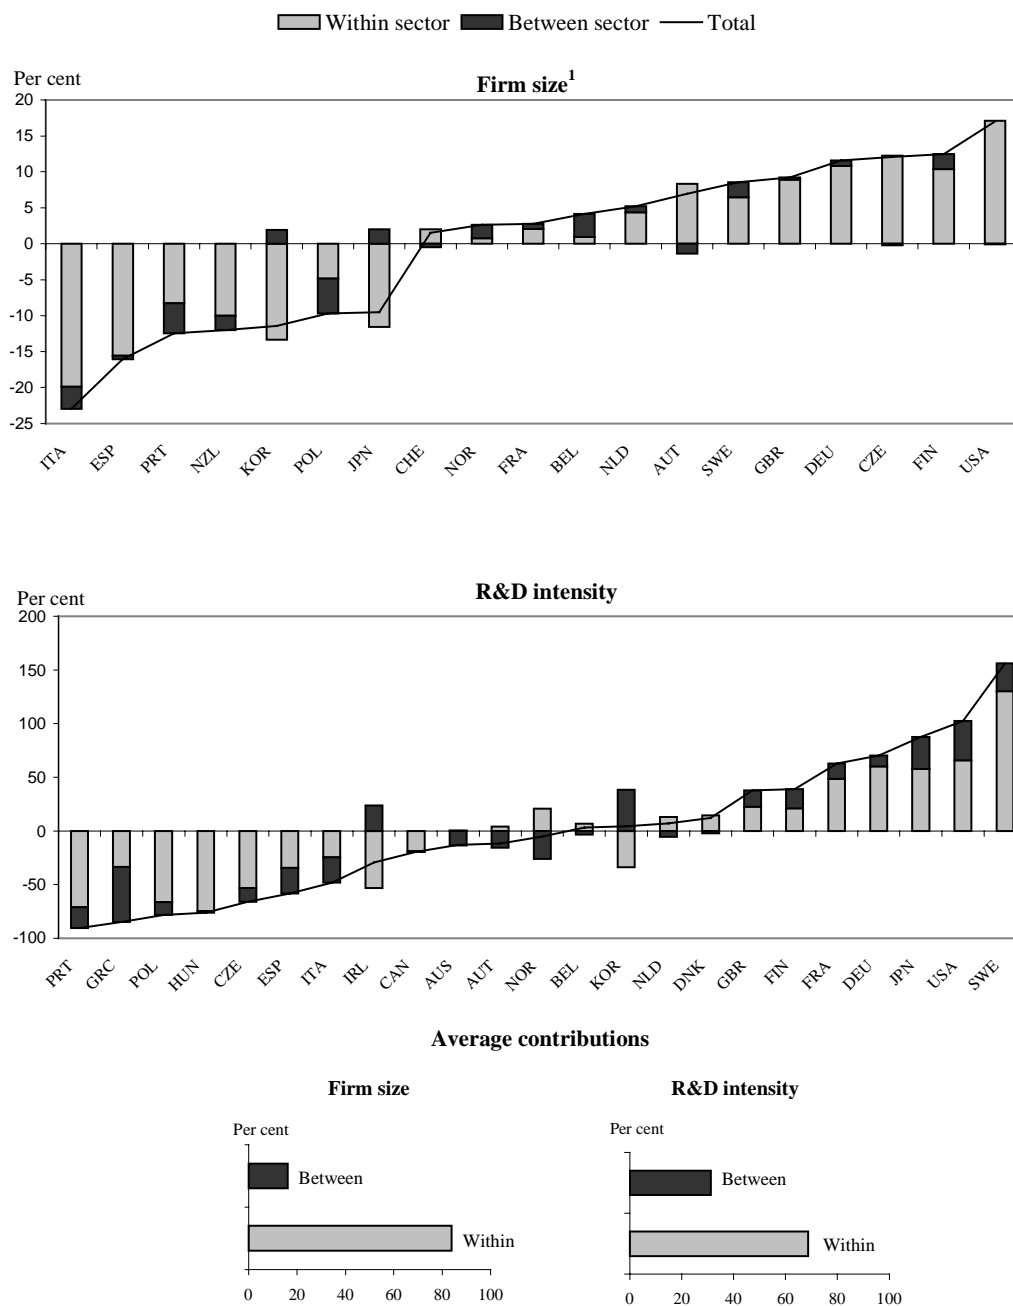 Within sector Between sector Total
Per cent
Firm size1
20
15
10
5
0
-5
-10
-15
-20
-25
ITA ESP PRT NZL KOR POL JPN CHE NOR FRA BEL NLD AUT SWE GBR DEU CZE FIN USA
Per cent
R&D intensity
200
150
100
50
0
-50
-100
PRT GRC POL HUN CZE ESP ITA IRL CAN AUS AUT NOR BEL KOR NLD DNK GBR FIN FRA DEU JPN USA SWE
Average contributions
Firm size
Per cent
Between
Within
0 20 40 60 80 100
R&D intensity
Per cent
Between
Within
0 20 40 60 80 100